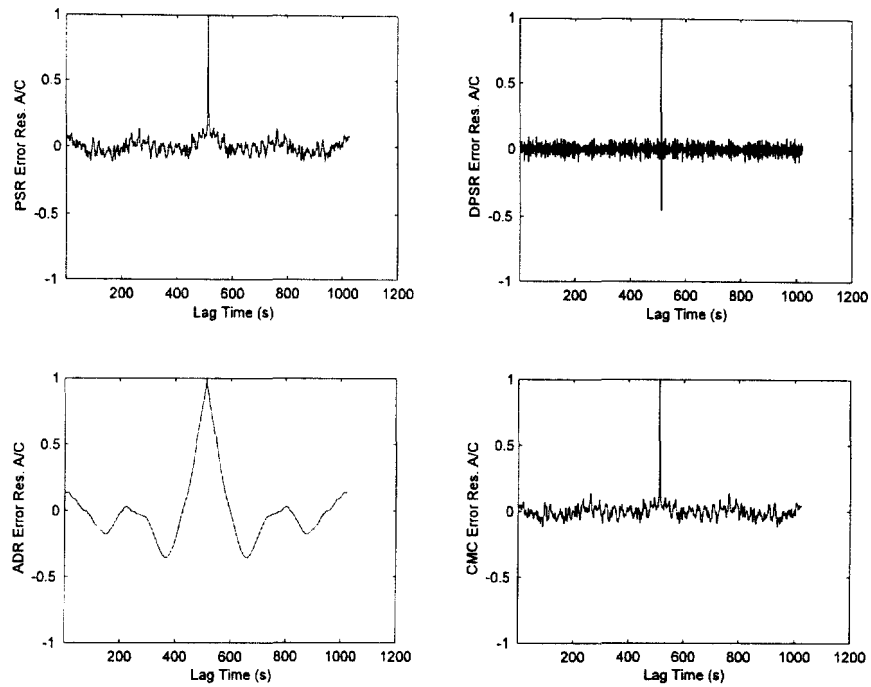 1
0.5
0
-0.5
-1
PSR Error Res. A/C
200 400 600 800 1000 1200
Lag Time (s)
1
0.5
0
-0.5
-1
DPSR Error Res. A/C
200 400 600 800 1000 1200
Lag Time (s)
1
0.5
0
-0.5
-1
ADR Error Res. A/C
200 400 600 800 1000 1200
Lag Time (s)
1
0.5
0
-0.5
-1
CMC Error Res. A/C
200 400 600 800 1000 1200
Lag Time (s)